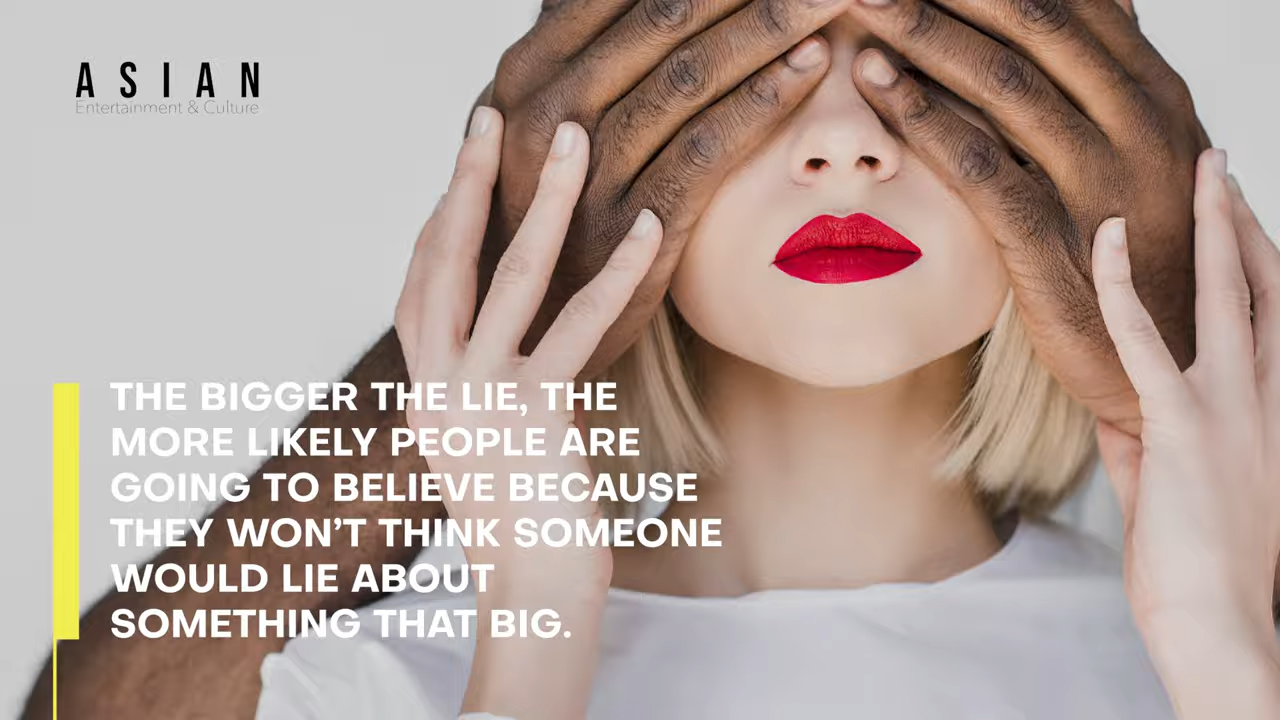 ASIAN
Entertainment & Culture
THE BIGGER THE LIE, THE
MORE LIKELY PEOPLE ARE
GOING TO BELIEVE BECAUSE
THEY WON’T THINK SOMEONE
WOULD LIE ABOUT
SOMETHING THAT BIG.